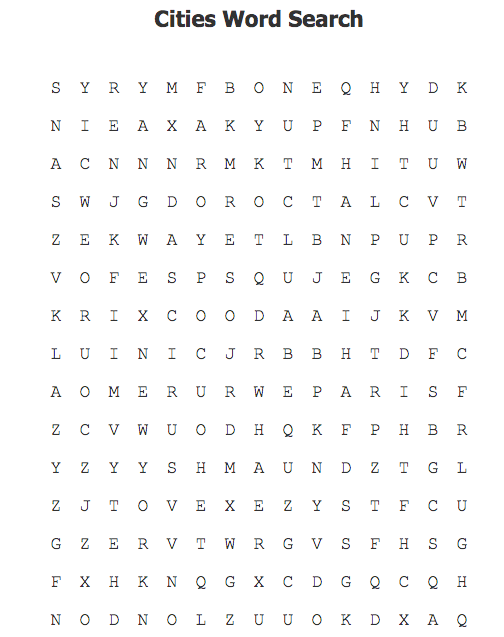 Cities Word Search
S Y R Y M F B O N E Q H Y D K
N I E A X A K Y U P F N H U B
A C N N N R M K T M H I T U W
S W J G D O R O C T A L C V T
Z E K W A Y E T L B N P U P R
V O F E S P S Q U J E G K C B
K R I X C O O D A A I J K V M
L U I N I C J R B B H T D F C
A O M E R U R W E P A R I S F
Z C V W U O D H Q K F P H B R
Y Z Y Y S H M A U N D Z T G L
Z J T O V E X E Z Y S T F C U
G Z E R V T W R G V S F H S G
F X H K N Q G X C D G Q C Q H
N O D N O L Z U U O K D X A Q